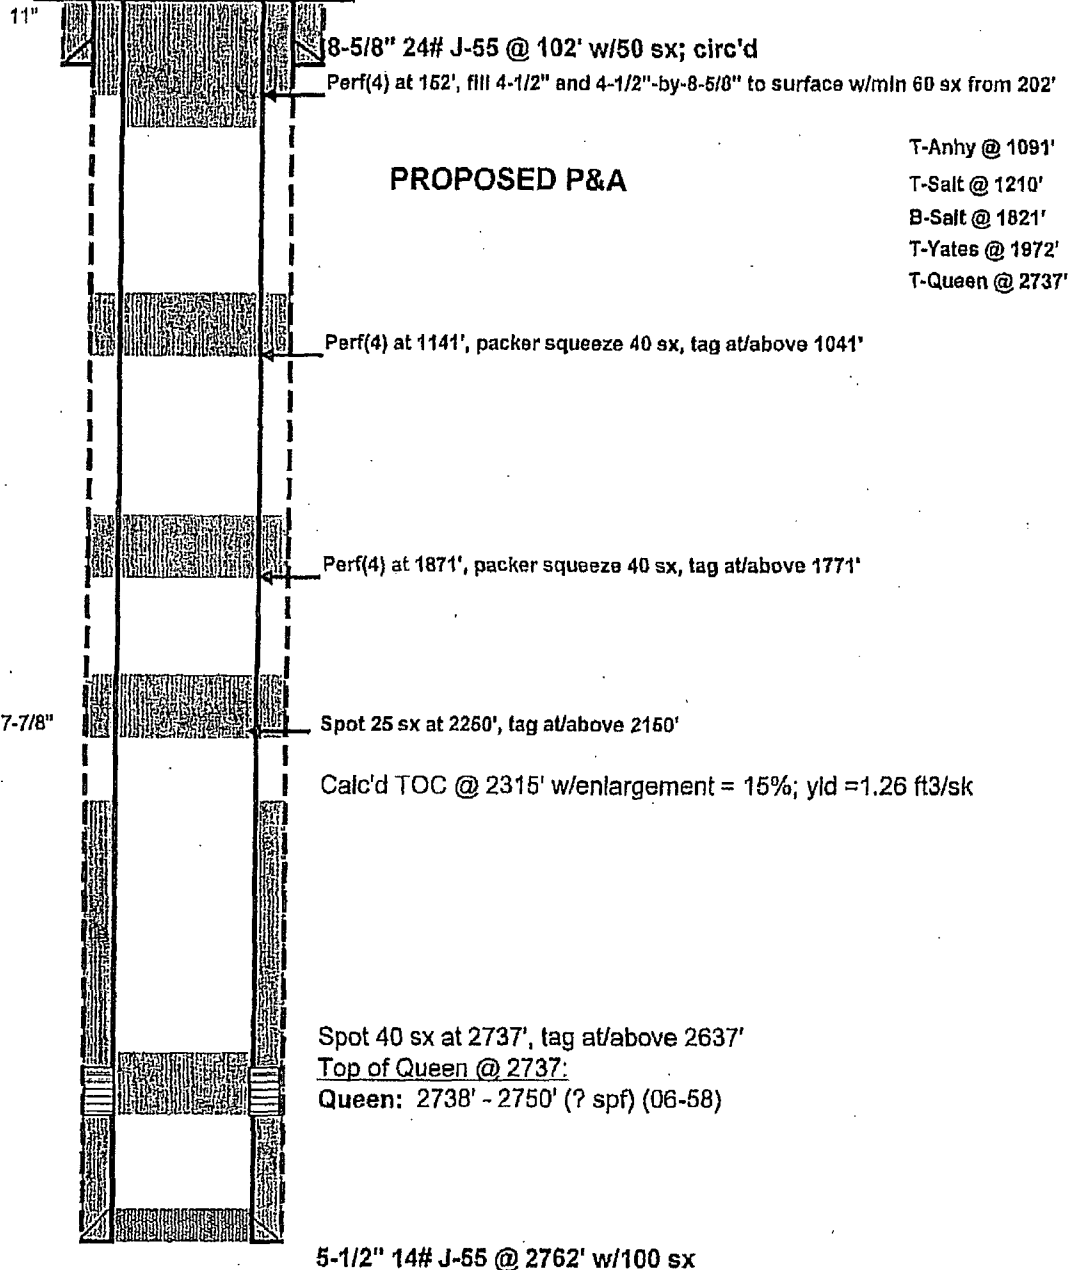 11"
8-5/8" 24# J-55 @ 102' w/50 sx; circ'd
Perf(4) at 152', fill 4-1/2" and 4-1/2"-by-8-5/8" to surface w/min 60 sx from 202'
T-Anhy @ 1091'
PROPOSED P&A
T-Salt @ 1210'
B-Salt @ 1821'
T-Yates @ 1972'
T-Queen @ 2737'
Perf(4) at 1141', packer squeeze 40 sx, tag at/above 1041'
Perf(4) at 1871', packer squeeze 40 sx, tag at/above 1771'
7-7/8"
Spot 25 sx at 2250', tag at/above 2150'
Calc'd TOC @ 2315' w/enlargement = 15%; yld =1.26 ft3/sk
Spot 40 sx at 2737', tag at/above 2637'
Top of Queen @ 2737:
Queen: 2738' - 2750' (? spf) (06-58)
5-1/2" 14# J-55 @ 2762' w/100 sx